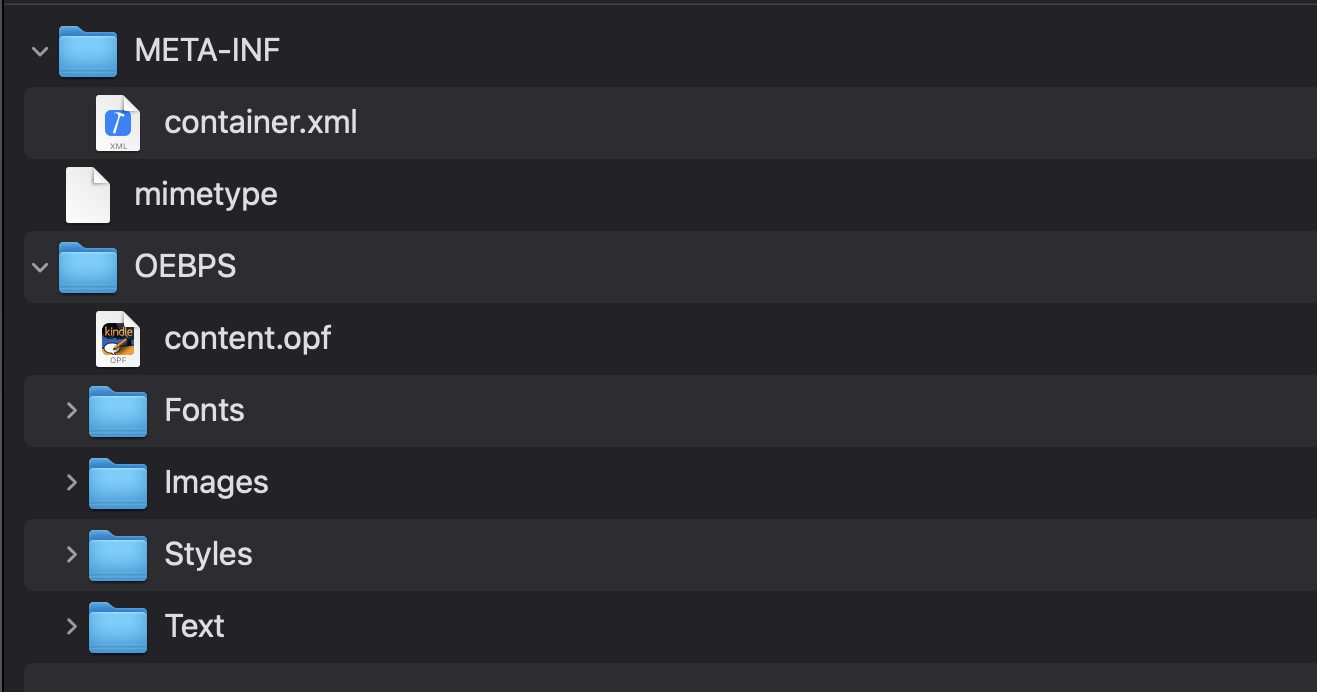 META-INF
XML
container.xml
mimetype
OEBPS
kindle
OPF
content.opf
Fonts
Images
Styles
Text